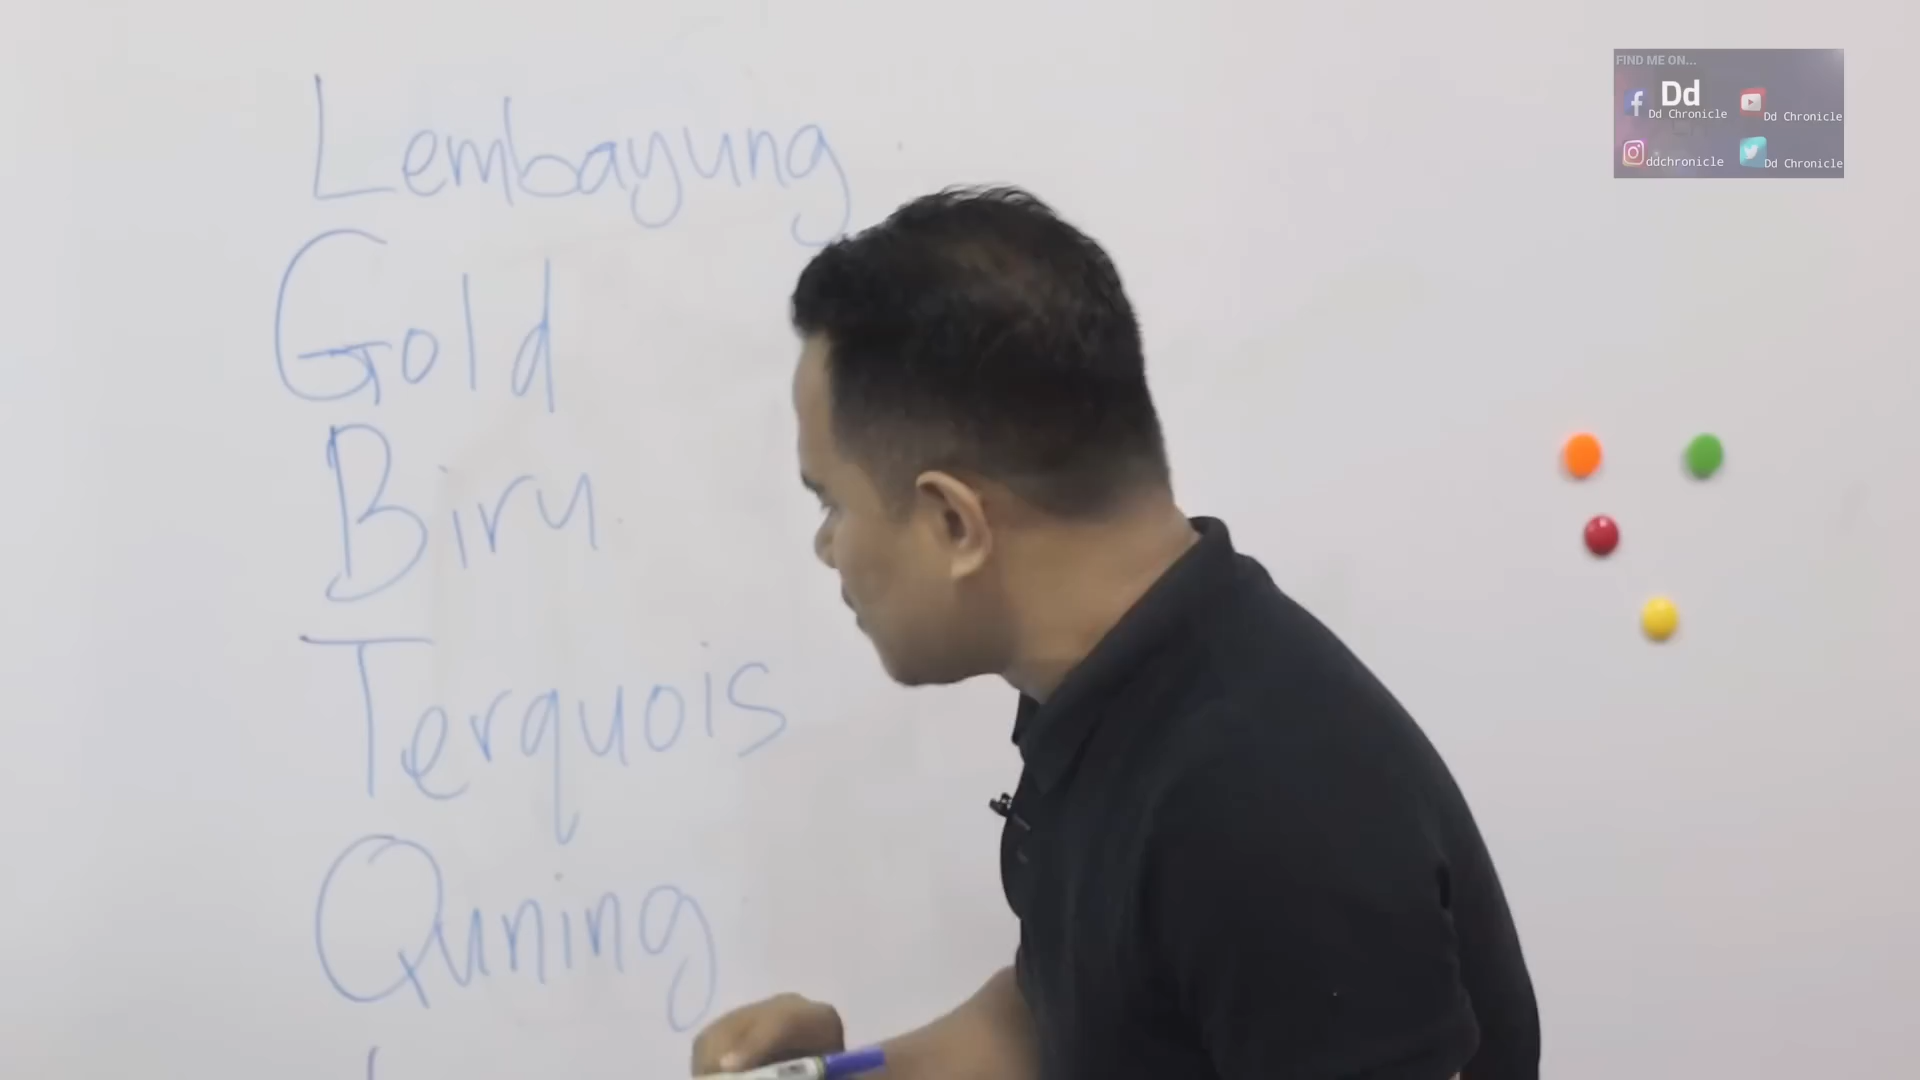 Lembayung
Gold
Biru
Terquois
Quning
FIND ME ON...
Dd
Dd Chronicle
Dd Chronicle
ddchronicle
Dd Chronicle